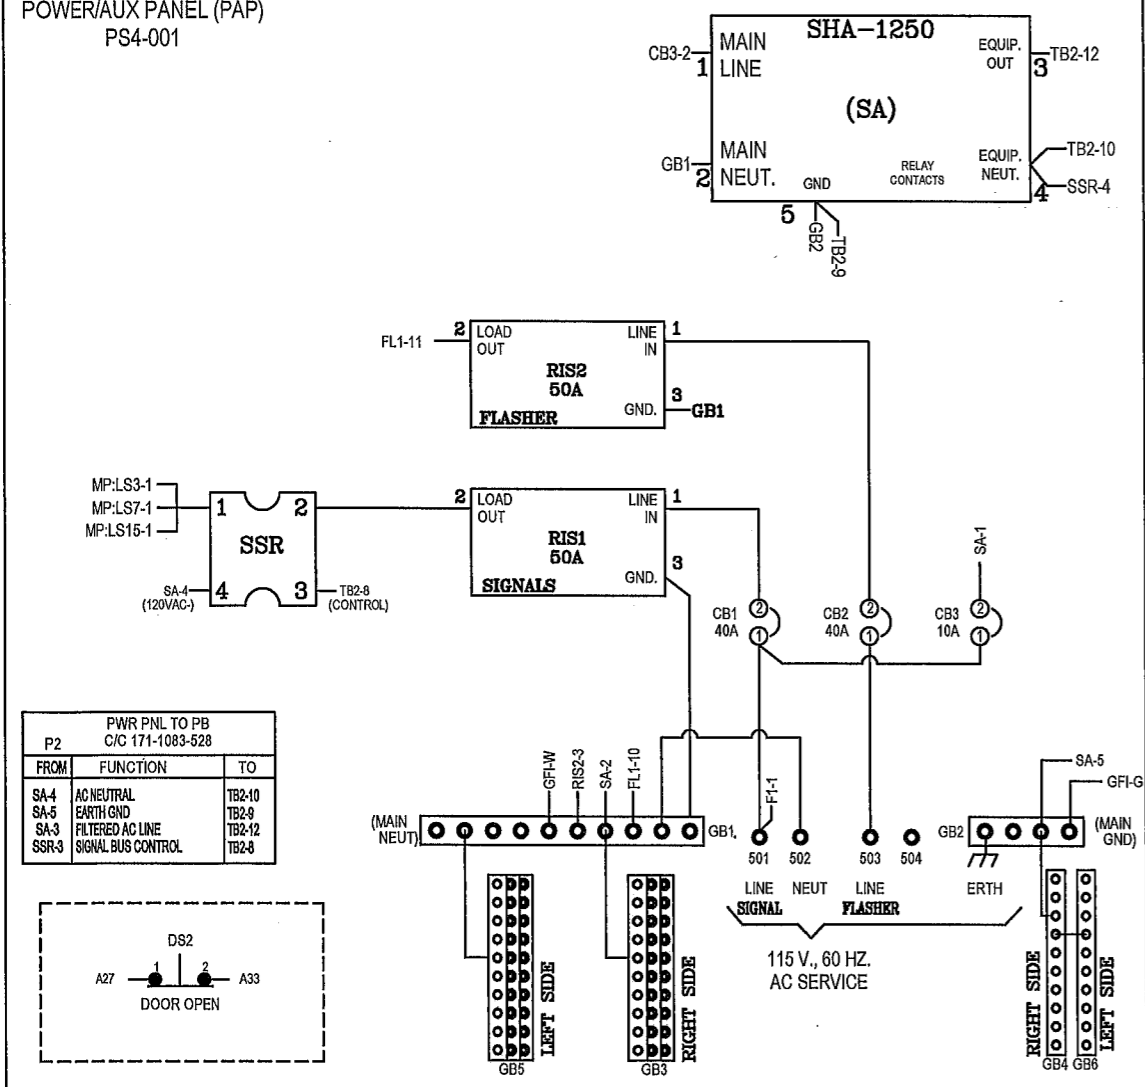 POWER/AUX PANEL (PAP)
PS4-001
SHA-1250
(SA)
CB3-2
1
MAIN
LINE
EQUIP.
OUT
3
TB2-12
GB1
2
MAIN
NEUT.
GND
RELAY
CONTACTS
EQUIP.
NEUT.
4
TB2-10
SSR-4
5
GB2
TB2-9
FL1-11
2
LOAD
OUT
LINE
IN
1
RIS2
50A
GND.
3
GB1
FLASHER
MP:LS3-1
MP:LS7-1
MP:LS15-1
1
2
SSR
4
3
SA-4
(120VAC-)
TB2-8
(CONTROL)
2
LOAD
OUT
LINE
IN
1
RIS1
50A
GND.
3
SIGNALS
SA-1
CB1
40A
2
1
CB2
40A
2
1
CB3
10A
2
1
PWR PNL TO PB
P2 C/C 171-1083-528
FROM FUNCTION TO
SA-4 AC NEUTRAL TB2-10
SA-5 EARTH GND TB2-9
SA-3 FILTERED AC LINE TB2-12
SSR-3 SIGNAL BUS CONTROL TB2-8
GFI-W
RIS2-3
SA-2
FL1-10
F1-1
SA-5
GFI-G
(MAIN
NEUT)
GB1.
501
502
503
504
GB2
(MAIN
GND)
LINE
NEUT
LINE
ERTH
SIGNAL
FLASHER
115 V., 60 HZ.
AC SERVICE
DS2
A27
1
2
A33
DOOR OPEN
LEFT SIDE
GB5
RIGHT SIDE
GB3
RIGHT SIDE
GB4
GB6
LEFT SIDE